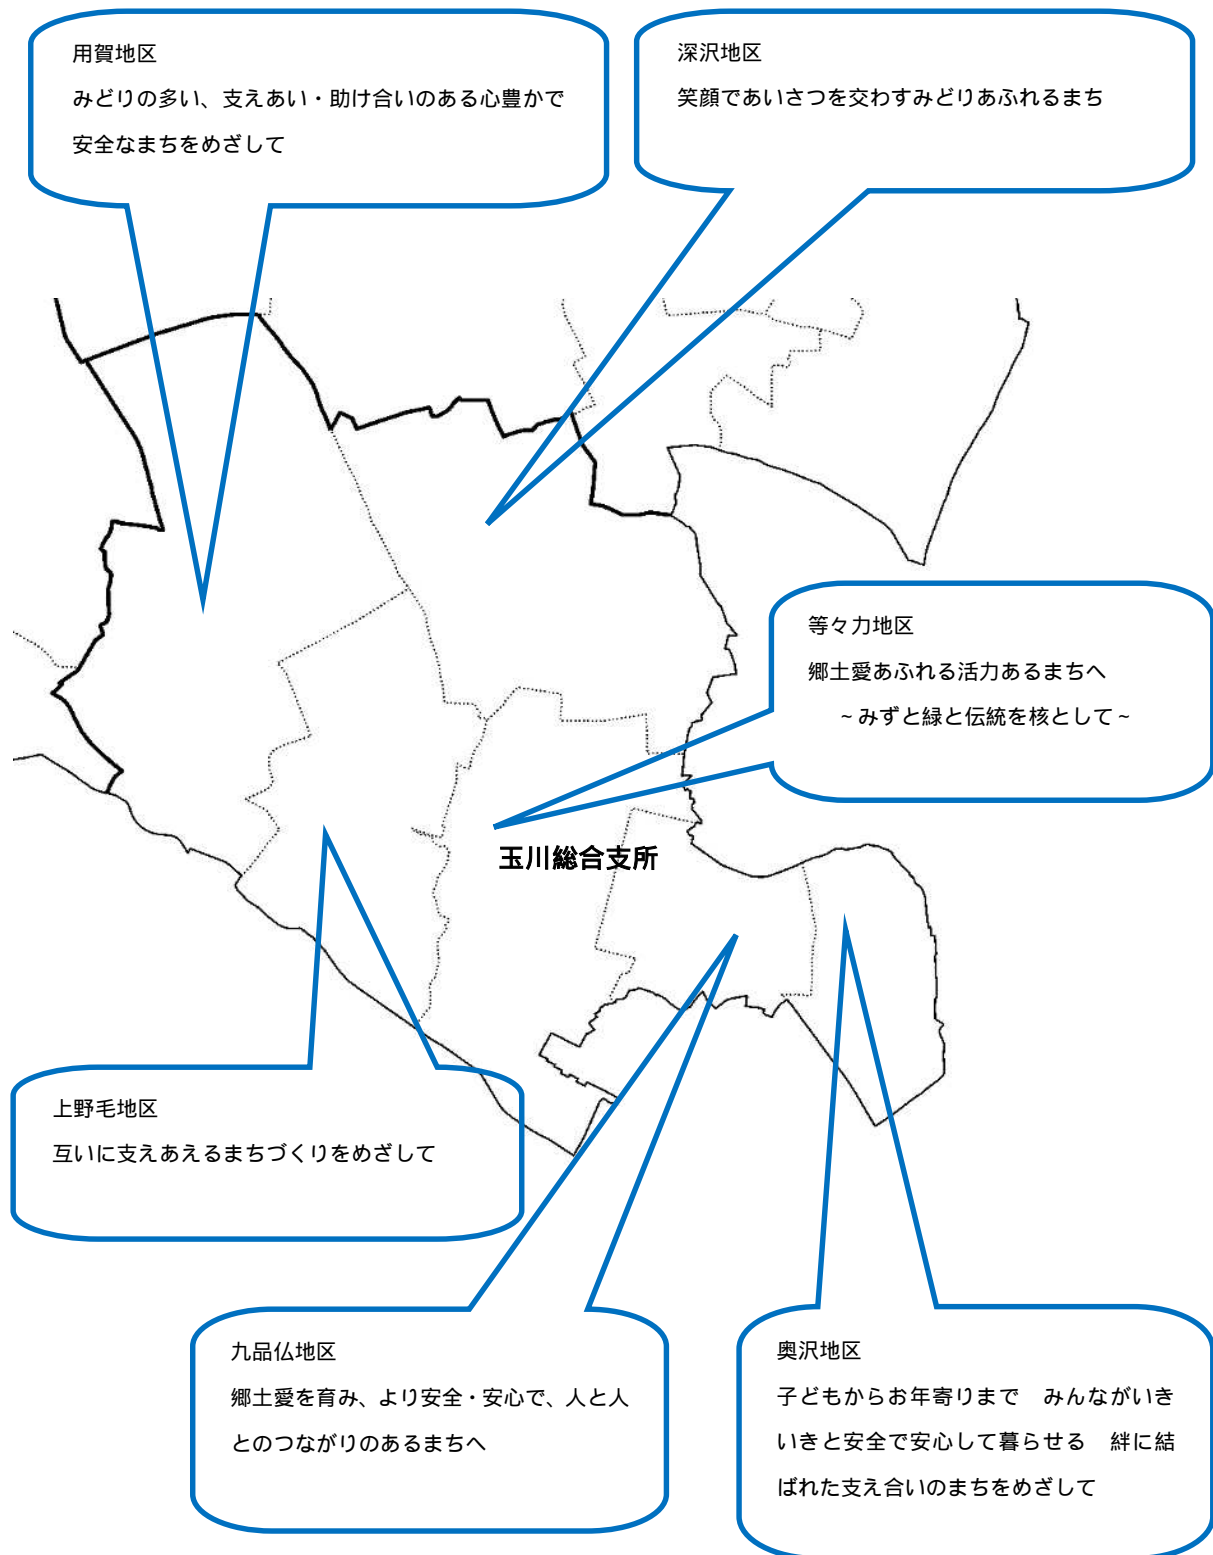 用賀地区
みどりの多い、支えあい・助け合いのある心豊かで
安全なまちをめざして
深沢地区
笑顔であいさつを交わすみどりあふれるまち
等々力地区
郷土愛あふれる活力あるまちへ
~みずと緑と伝統を核として~
玉川総合支所
上野毛地区
互いに支えあえるまちづくりをめざして
九品仏地区
郷土愛を育み、より安全・安心で、人と人
とのつながりのあるまちへ
奥沢地区
子どもからお年寄りまで　みんながいき
いきと安全で安心して暮らせる　絆に結
ばれた支え合いのまちをめざして